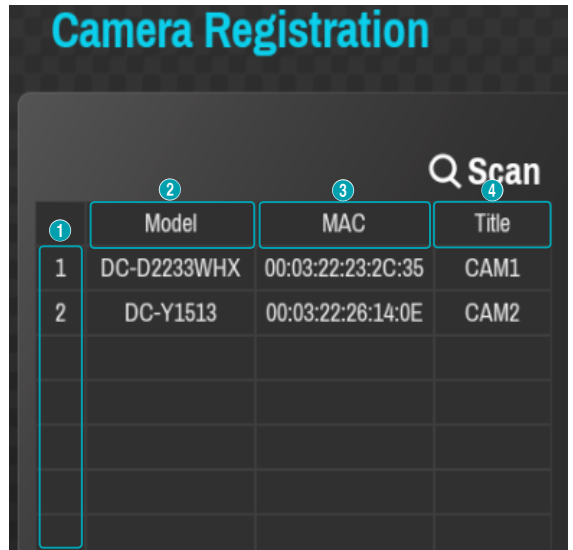 Camera Registration
Scan
2 3 4
1 Model MAC Title
1 DC-D2233WHX 00:03:22:23:2C:35 CAM1
2 DC-Y1513 00:03:22:26:14:0E CAM2